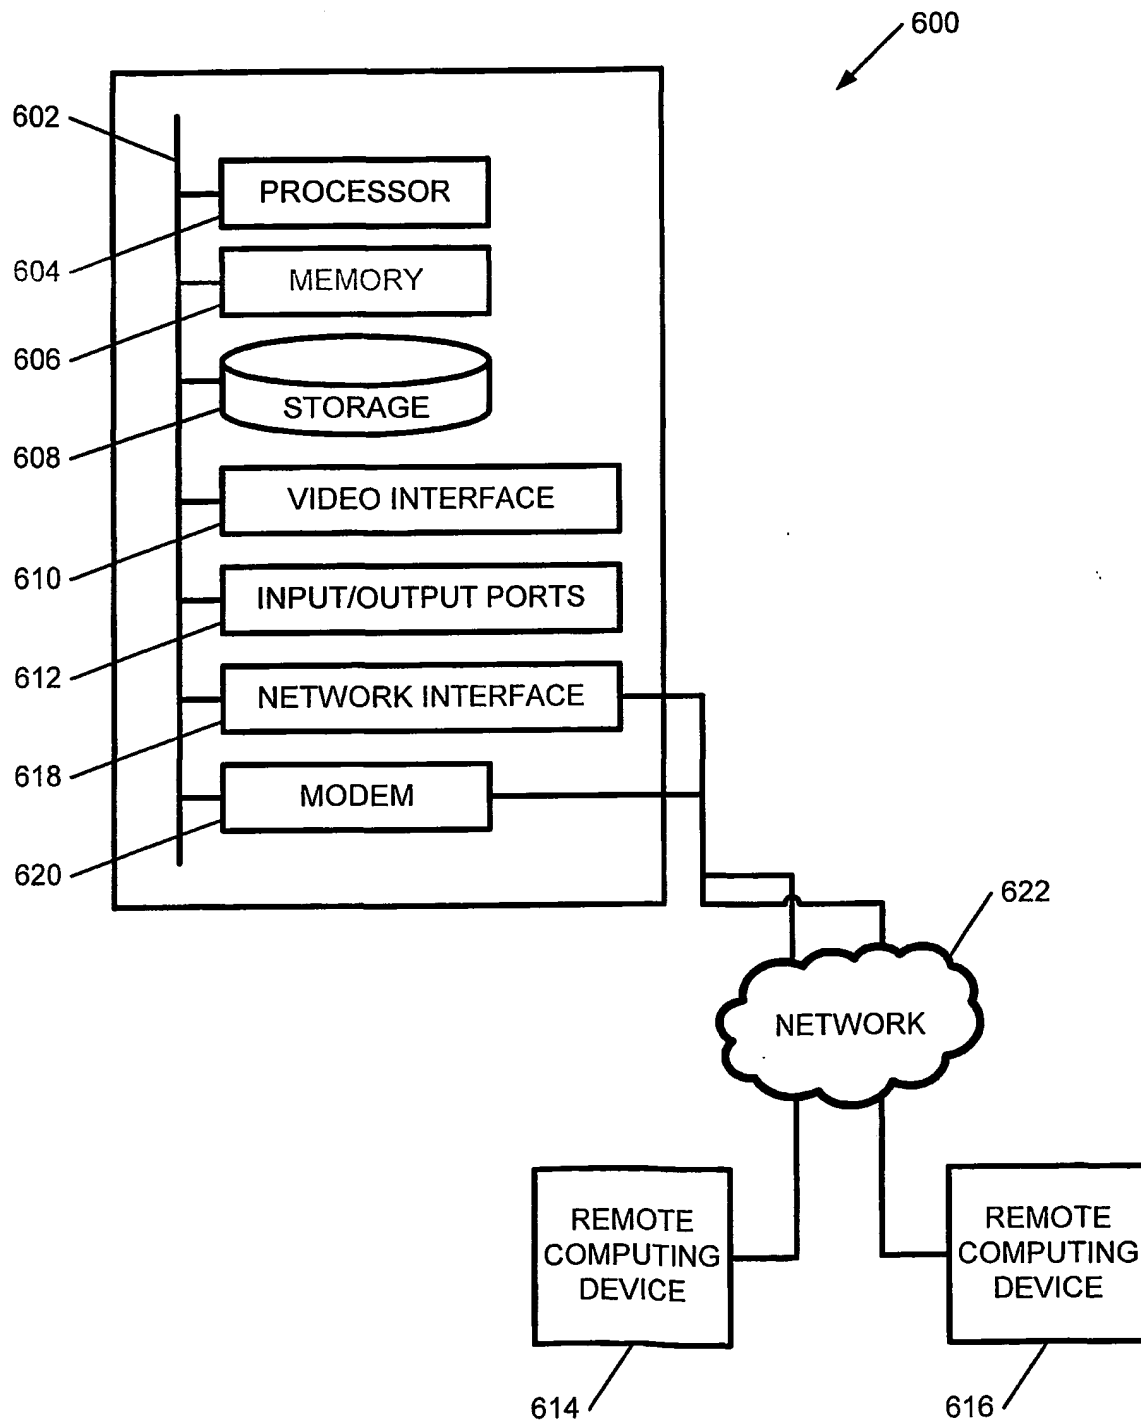 600
602
PROCESSOR
604
MEMORY
606
STORAGE
608
VIDEO INTERFACE
610
INPUT/OUTPUT PORTS
612
NETWORK INTERFACE
618
MODEM
620
622
NETWORK
REMOTE
COMPUTING
DEVICE
614
REMOTE
COMPUTING
DEVICE
616